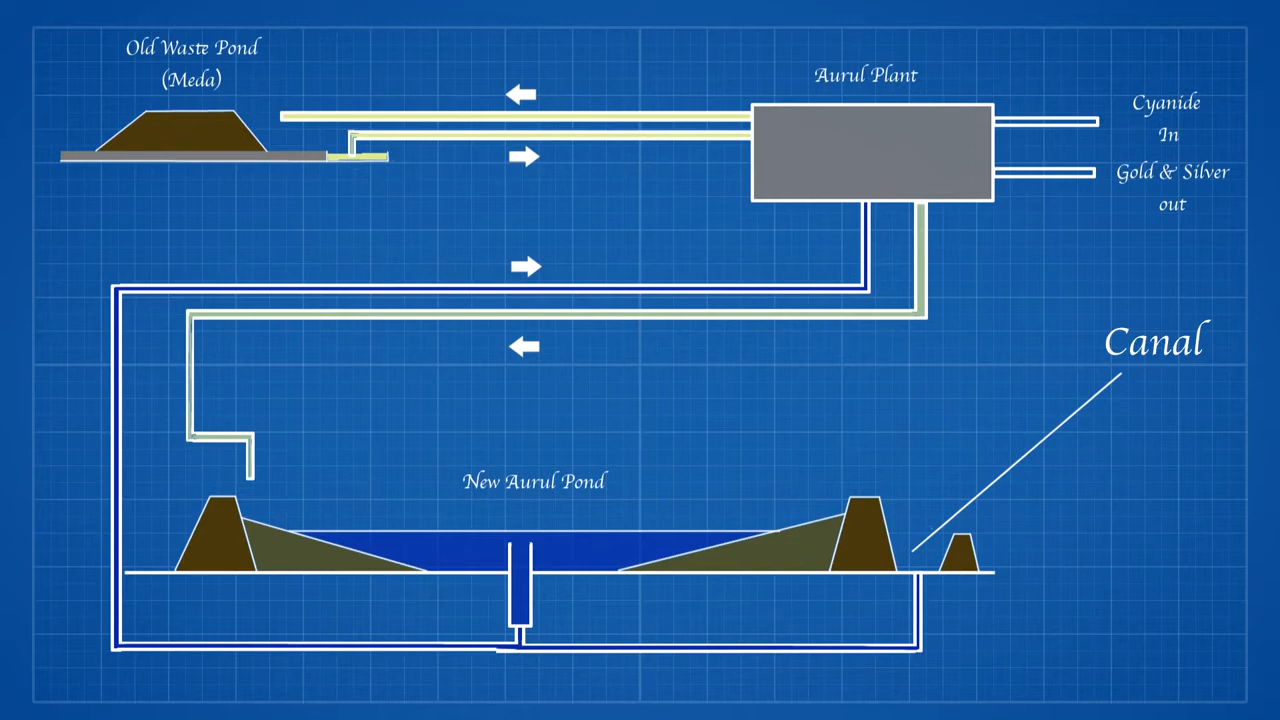 Old Waste Pond
(Meda)
Aurul Plant
Cyanide
In
Gold & Silver
out
Canal
New Aurul Pond